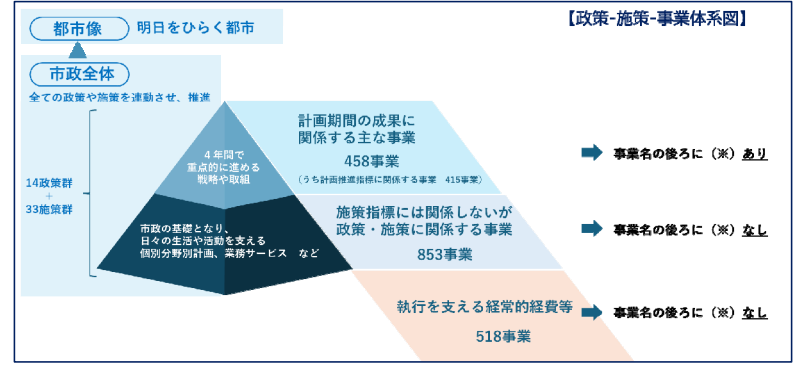 【政策-施策-事業体系図】
都市像
明日をひらく都市
市政全体
全ての政策や施策を連動させ、推進
14政策群
+
33施策群
4年間で
重点的に進める
戦略や取組
市政の基礎となり、
日々の生活や活動を支える
個別分野別計画、業務サービス など
計画期間の成果に
関係する主な事業
458事業
（うち計画推進指標に関係する事業 415事業）
事業名の後ろに（※）あり
施策指標には関係しないが
政策・施策に関係する事業
853事業
事業名の後ろに（※）なし
執行を支える経常的経費等
518事業
事業名の後ろに（※）なし